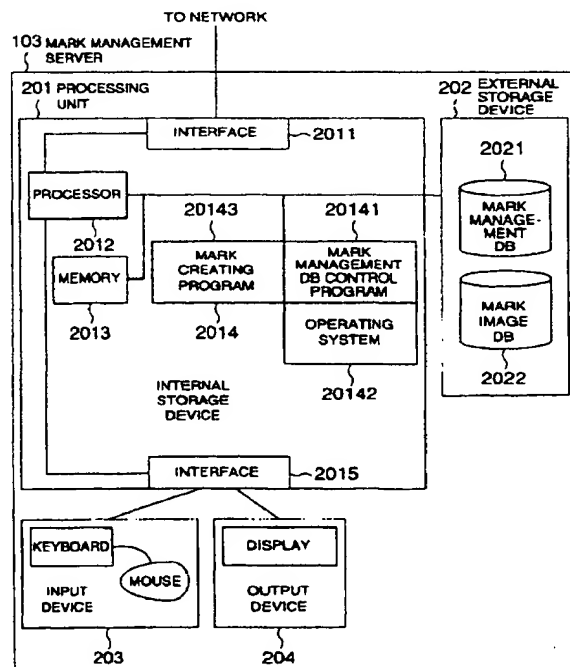 TO NETWORK
103 MARK MANAGEMENT
SERVER
201 PROCESSING
UNIT
202 EXTERNAL
STORAGE
DEVICE
INTERFACE
2011
2021
PROCESSOR
2012
20143
20141
MARK
MANAGE-
MENT
DB
MEMORY
2013
MARK
CREATING
PROGRAM
2014
MARK
MANAGEMENT
DB CONTROL
PROGRAM
OPERATING
SYSTEM
20142
MARK
IMAGE
DB
2022
INTERNAL
STORAGE
DEVICE
INTERFACE
2015
KEYBOARD
MOUSE
INPUT
DEVICE
203
DISPLAY
OUTPUT
DEVICE
204